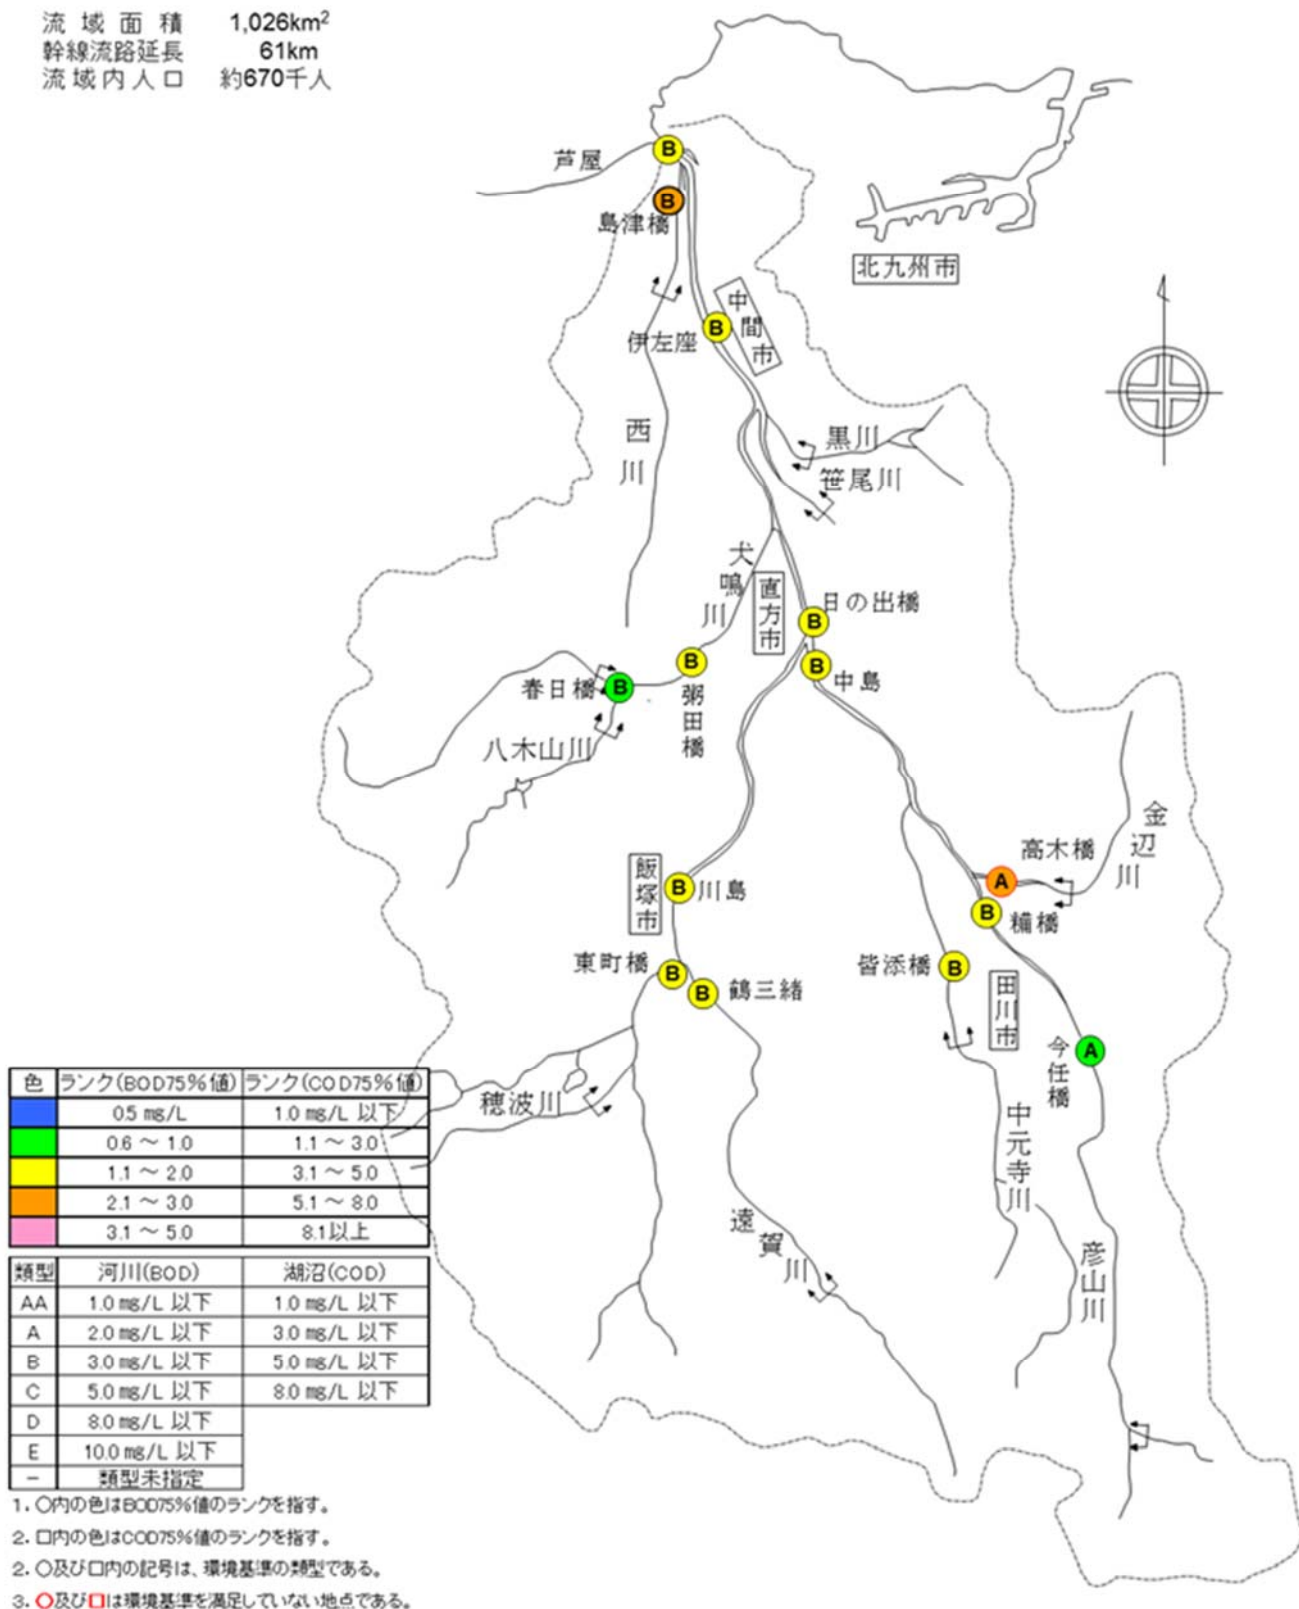 流域面積 1,026km²
幹線流路延長 61km
流域内人口 約670千人
芦屋
B
B
島津橋
北九州市
中間市
B
伊左座
西川
黒川
笹尾川
犬鳴川
直方市
日の出橋
B
B
中島
B
春日橋
B
粥田橋
八木山川
金辺川
高木橋
A
飯塚市
B
川島
B
糒橋
東町橋
B
B
鶴三緒
皆添橋
B
田川市
今任橋
A
穂波川
中元寺川
遠賀川
彦山川
色 ランク(BOD75%値) ランク(COD75%値)
0.5 mg/L 1.0 mg/L 以下
0.6 ～ 1.0 1.1 ～ 3.0
1.1 ～ 2.0 3.1 ～ 5.0
2.1 ～ 3.0 5.1 ～ 8.0
3.1 ～ 5.0 8.1以上
類型 河川(BOD) 湖沼(COD)
AA 1.0 mg/L 以下 1.0 mg/L 以下
A 2.0 mg/L 以下 3.0 mg/L 以下
B 3.0 mg/L 以下 5.0 mg/L 以下
C 5.0 mg/L 以下 8.0 mg/L 以下
D 8.0 mg/L 以下
E 10.0 mg/L 以下
－ 類型未指定
1. ○内の色はBOD75%値のランクを指す。
2. □内の色はCOD75%値のランクを指す。
2. ○及び□内の記号は、環境基準の類型である。
3. ○及び□は環境基準を満足していない地点である。